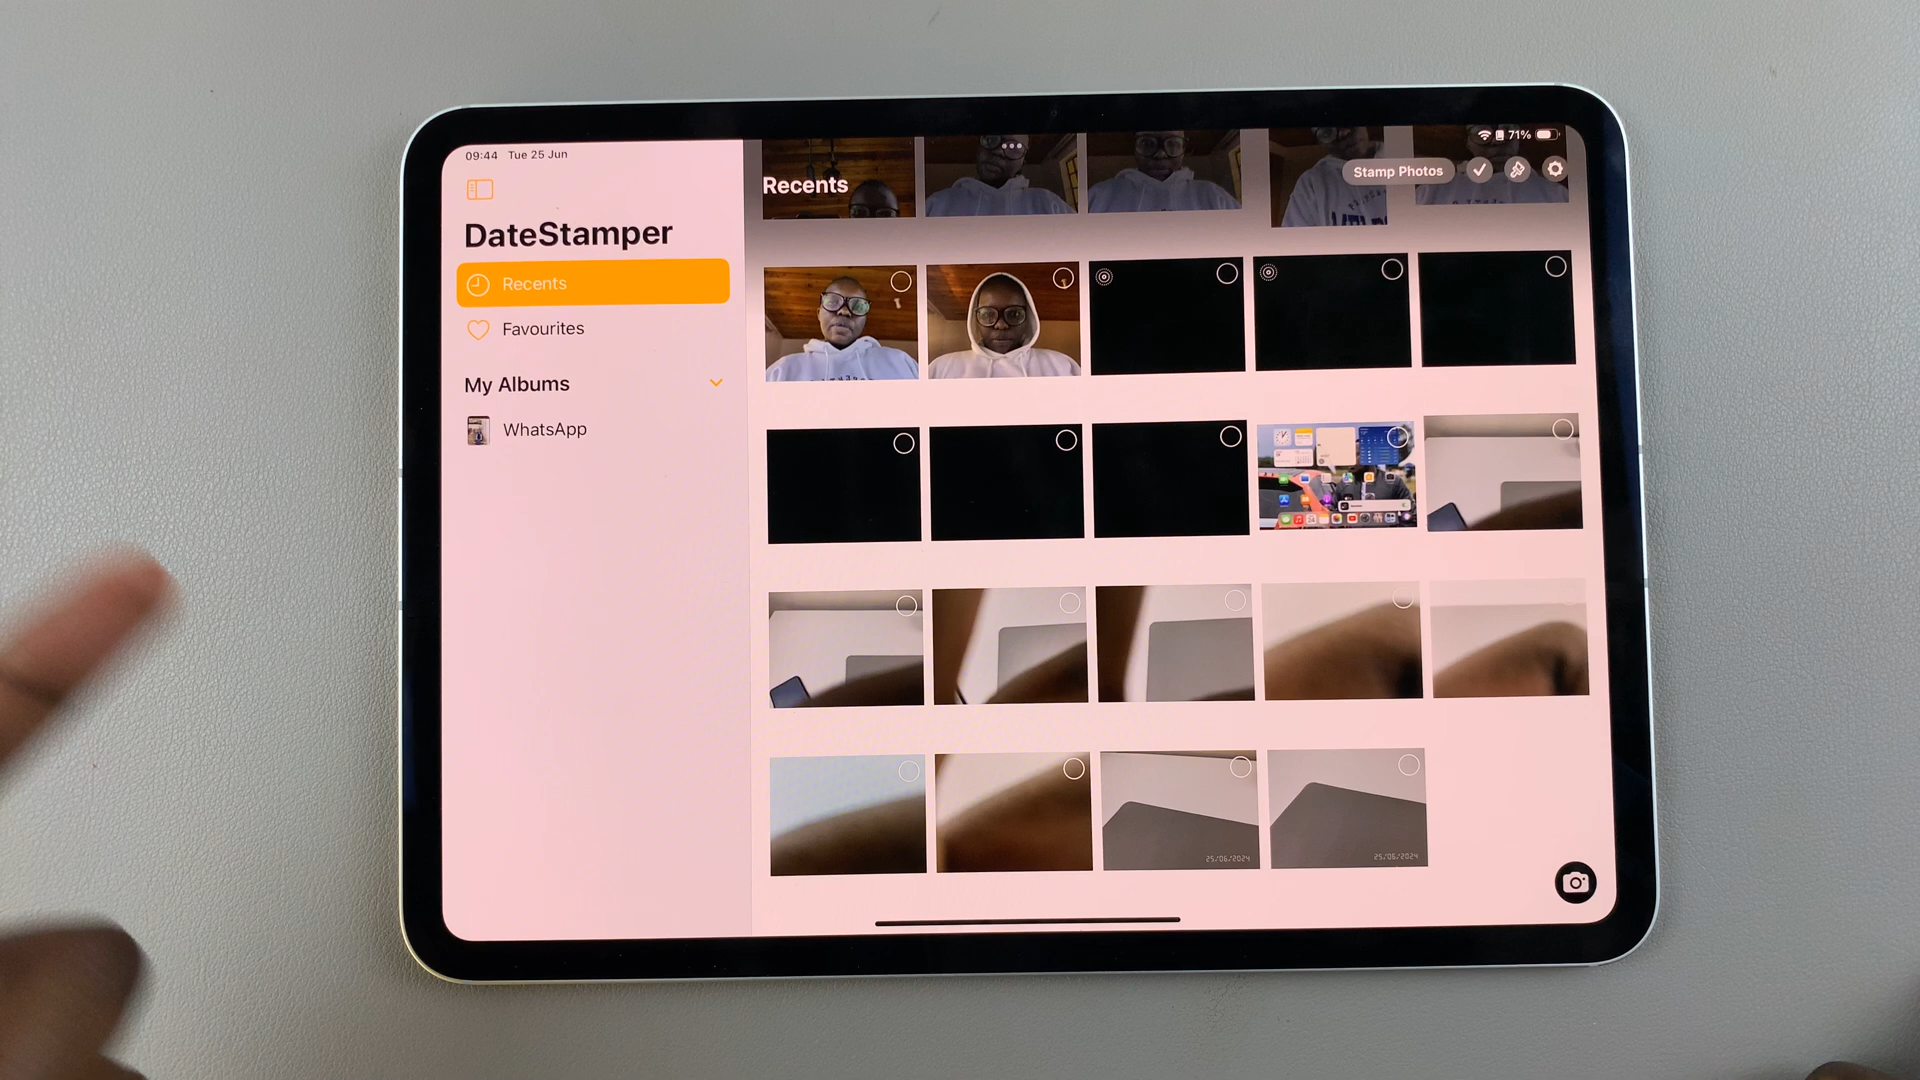 09:44 Tue 25 Jun
71%
DateStamper
Recents
Favourites
My Albums
WhatsApp
Recents
Stamp Photos
25/06/2024
25/06/2024